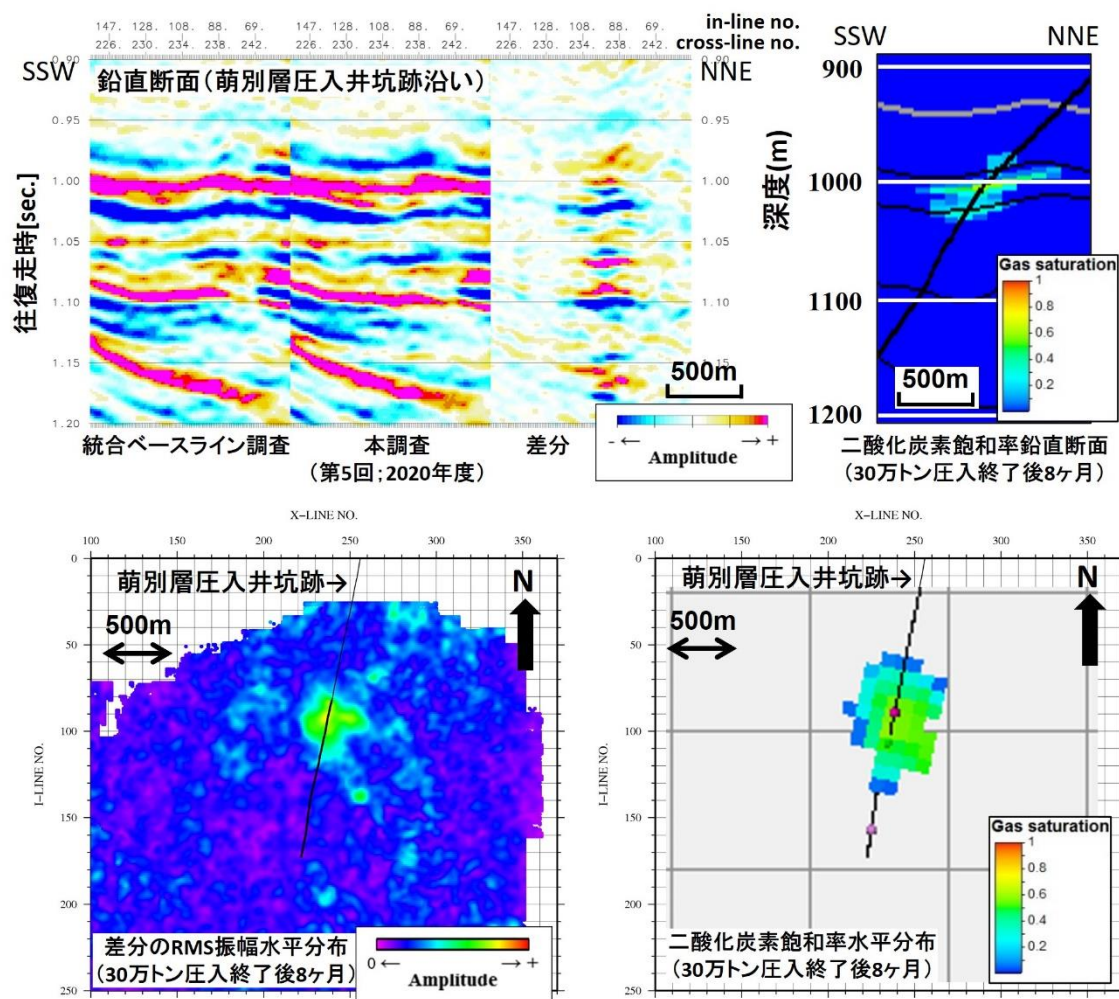 147. 128. 108. 88. 69. 147. 128. 108. 88. 69. 147. 128. 108. 88. 69. in-line no.
226. 230. 234. 238. 242. 226. 230. 234. 238. 242. 226. 230. 234. 238. 242. cross-line no.
SSW
NNE
0.90
0.90
鉛直断面(萌別層圧入井坑跡沿い)
0.95
0.95
1.00
1.00
1.05
1.05
1.10
1.10
1.15
1.15
1.20
1.20
往復走時[sec.]
500m
- ← → +
Amplitude
統合ベースライン調査
本調査
(第5回;2020年度)
差分
SSW
NNE
900
1000
1100
1200
深度(m)
Gas saturation
1
0.8
0.6
0.4
0.2
500m
二酸化炭素飽和率鉛直断面
(30万トン圧入終了後8ヶ月)
X-LINE NO.
100 150 200 250 300 350
0
50
100
150
200
250
I-LINE NO.
萌別層圧入井坑跡→
N
500m
差分のRMS振幅水平分布
(30万トン圧入終了後8ヶ月)
0 ← → +
Amplitude
X-LINE NO.
100 150 200 250 300 350
0
50
100
150
200
250
I-LINE NO.
萌別層圧入井坑跡→
N
500m
Gas saturation
1
0.8
0.6
0.4
0.2
二酸化炭素飽和率水平分布
(30万トン圧入終了後8ヶ月)